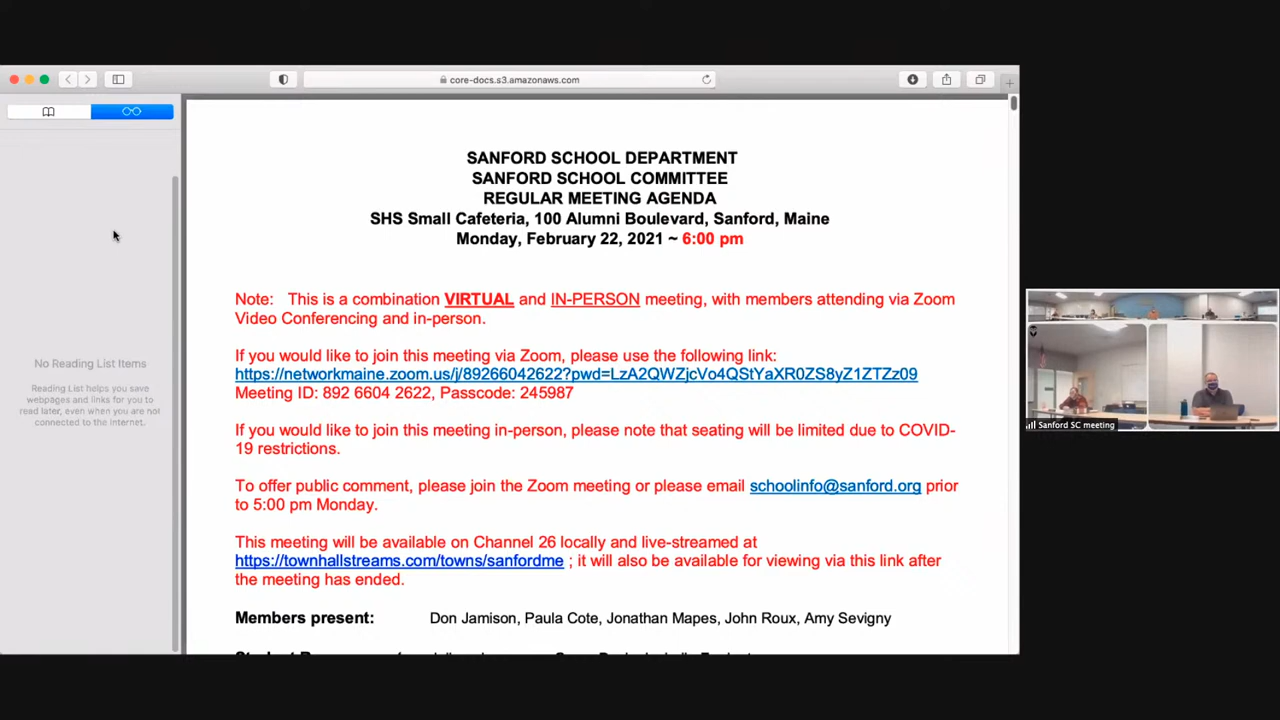 core-docs.s3.amazonaws.com
No Reading List Items
Reading List helps you save
webpages and links for you to
read later, even when you are not
connected to the Internet.
SANFORD SCHOOL DEPARTMENT
SANFORD SCHOOL COMMITTEE
REGULAR MEETING AGENDA
SHS Small Cafeteria, 100 Alumni Boulevard, Sanford, Maine
Monday, February 22, 2021 ~ 6:00 pm
Note: This is a combination VIRTUAL and IN-PERSON meeting, with members attending via Zoom
Video Conferencing and in-person.
If you would like to join this meeting via Zoom, please use the following link:
https://networkmaine.zoom.us/j/89266042622?pwd=LzA2QWZjcVo4QStYaXR0ZS8yZ1ZTZz09
Meeting ID: 892 6604 2622, Passcode: 245987
If you would like to join this meeting in-person, please note that seating will be limited due to COVID-
19 restrictions.
To offer public comment, please join the Zoom meeting or please email schoolinfo@sanford.org prior
to 5:00 pm Monday.
This meeting will be available on Channel 26 locally and live-streamed at
https://townhallstreams.com/towns/sanfordme ; it will also be available for viewing via this link after
the meeting has ended.
Members present: Don Jamison, Paula Cote, Jonathan Mapes, John Roux, Amy Sevigny
Sanford SC meeting